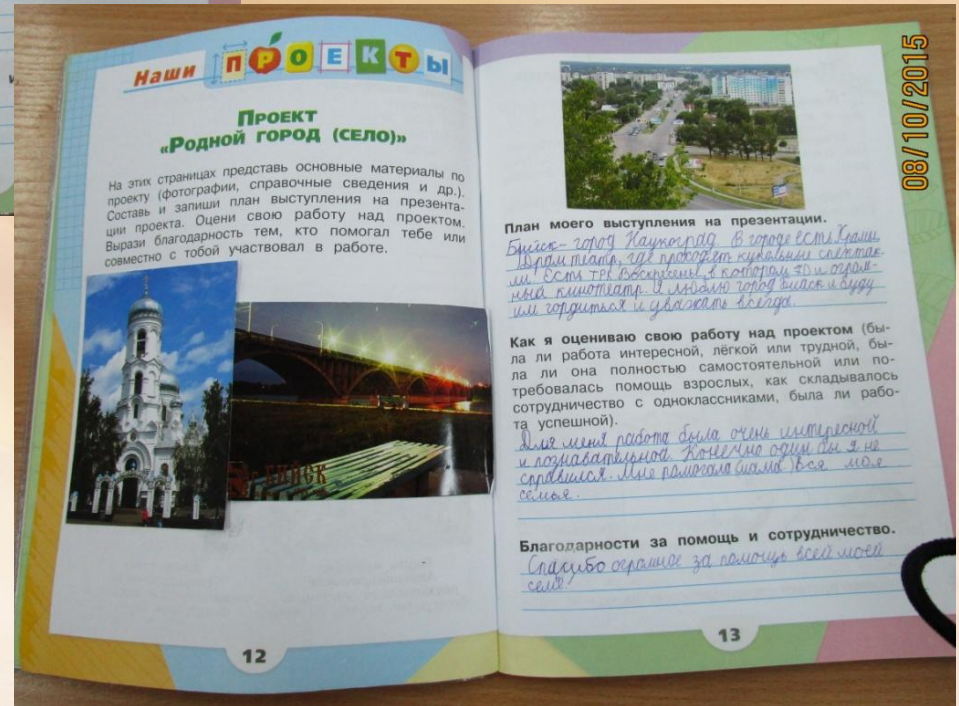 Наши ПРОЕКТЫ
ПРОЕКТ
«РОДНОЙ ГОРОД (СЕЛО)»
На этих страницах представь основные материалы по
проекту (фотографии, справочные сведения и др.).
Составь и запиши план выступления на презента-
ции проекта. Оцени свою работу над проектом.
Вырази благодарность тем, кто помогал тебе или
совместно с тобой участвовал в работе.
БИЙСК
12
08/10/2015
План моего выступления на презентации.
Бийск - город Наукоград. В городе есть Храмы,
Драм театр, где проходят кукольные спектак-
ли. Есть трк Воскресенье, в котором 7D и огром-
ный кинотеатр. Я люблю город Бийск и буду
им гордиться и уважать всегда.
Как я оцениваю свою работу над проектом (бы-
ла ли работа интересной, лёгкой или трудной, бы-
ла ли она полностью самостоятельной или по-
требовалась помощь взрослых, как складывалось
сотрудничество с одноклассниками, была ли рабо-
та успешной).
Для меня работа была очень интересной
и познавательной. Конечно один бы я не
справился. Мне помогала (мама) вся моя
семья.
Благодарности за помощь и сотрудничество.
Спасибо огромное за помощь всей моей
семье.
13